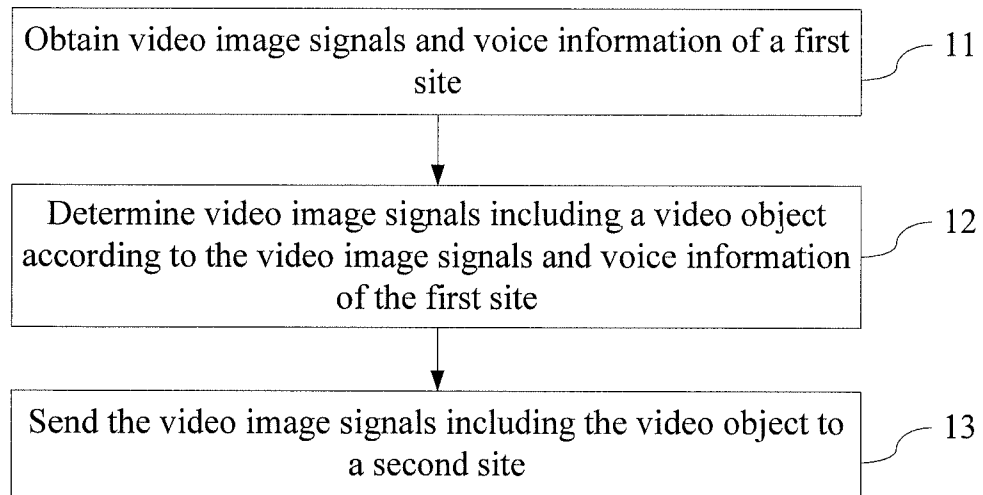 Obtain video image signals and voice information of a first
site
11
Determine video image signals including a video object
according to the video image signals and voice information
of the first site
12
Send the video image signals including the video object to
a second site
13